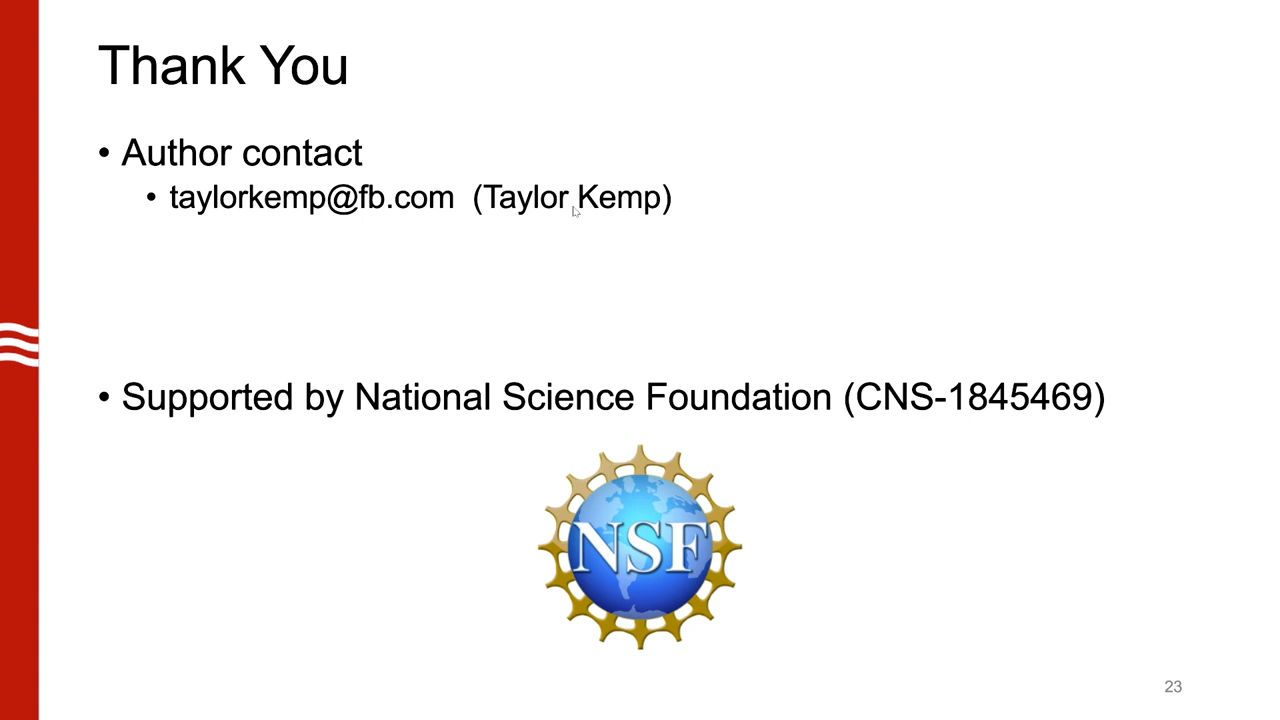 Thank You
• Author contact
• taylorkemp@fb.com (Taylor Kemp)
• Supported by National Science Foundation (CNS-1845469)
NSF
23